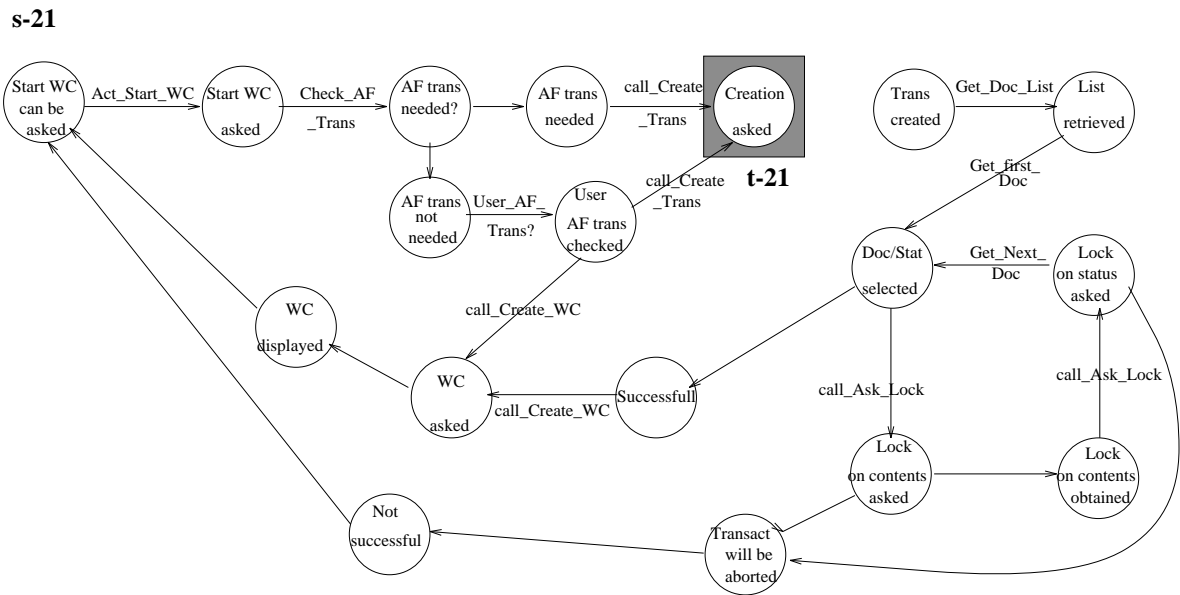 s-21
Start WC
can be
asked
Act_Start_WC
Start WC
asked
Check_AF
_Trans
AF trans
needed?
AF trans
needed
call_Create
_Trans
Creation
asked
t-21
Trans
created
Get_Doc_List
List
retrieved
AF trans
not
needed
User_AF_
Trans?
User
AF trans
checked
call_Create
_Trans
Get_first_
Doc
Doc/Stat
selected
Get_Next_
Doc
Lock
on status
asked
call_Create_WC
WC
displayed
WC
asked
call_Create_WC
Successfull
call_Ask_Lock
call_Ask_Lock
Lock
on contents
asked
Lock
on contents
obtained
Not
successful
Transact
will be
aborted